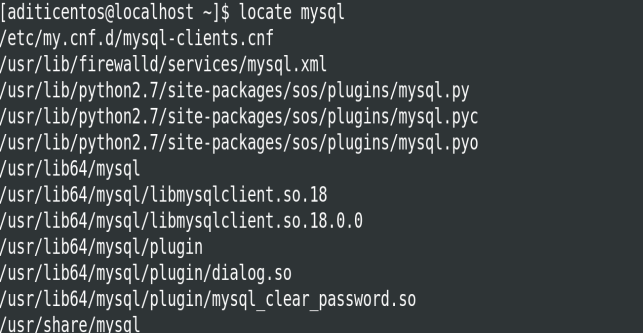 [aditicentos@localhost ~]$ locate mysql
/etc/my.cnf.d/mysql-clients.cnf
/usr/lib/firewalld/services/mysql.xml
/usr/lib/python2.7/site-packages/sos/plugins/mysql.py
/usr/lib/python2.7/site-packages/sos/plugins/mysql.pyc
/usr/lib/python2.7/site-packages/sos/plugins/mysql.pyo
/usr/lib64/mysql
/usr/lib64/mysql/libmysqlclient.so.18
/usr/lib64/mysql/libmysqlclient.so.18.0.0
/usr/lib64/mysql/plugin
/usr/lib64/mysql/plugin/dialog.so
/usr/lib64/mysql/plugin/mysql_clear_password.so
/usr/share/mysql